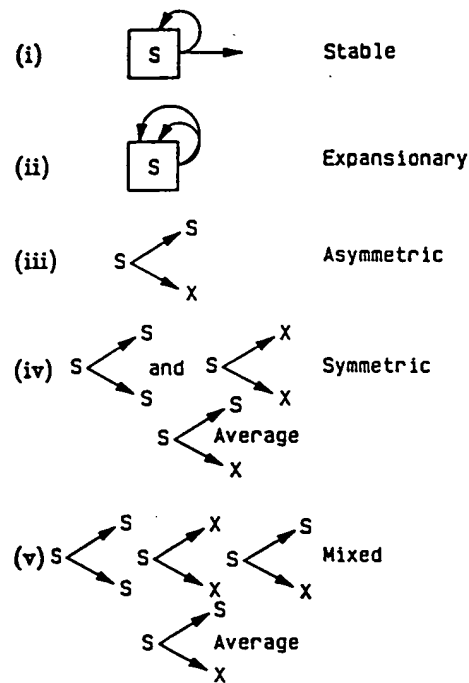 (i) S Stable
(ii) S Expansionary
S
(iii) S Asymmetric
X
S X
(iv) S and S Symmetric
S X
S
S Average
X
S X S
(v) S S S Mixed
S X X
S
S Average
X